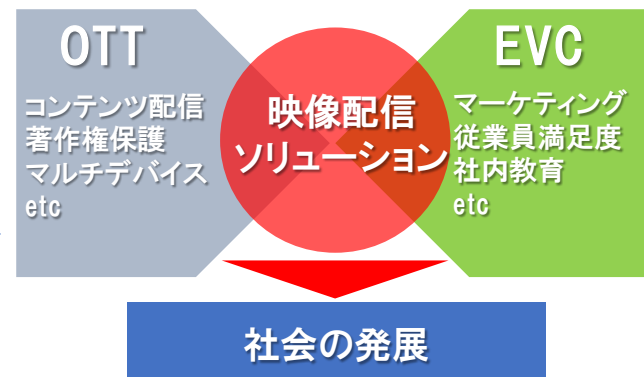 OTT
コンテンツ配信
著作権保護
マルチデバイス
etc
映像配信
ソリューション
EVC
マーケティング
従業員満足度
社内教育
etc
社会の発展